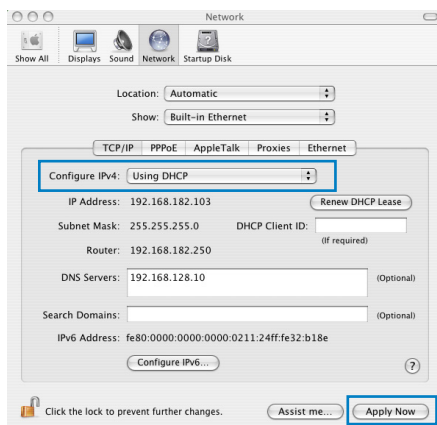 Network
Show All Displays Sound Network Startup Disk
Location: Automatic
Show: Built-in Ethernet
TCP/IP PPPoE AppleTalk Proxies Ethernet
Configure IPv4: Using DHCP
IP Address: 192.168.182.103 Renew DHCP Lease
Subnet Mask: 255.255.255.0 DHCP Client ID:
(If required)
Router: 192.168.182.250
DNS Servers: 192.168.128.10 (Optional)
Search Domains: (Optional)
IPv6 Address: fe80:0000:0000:0000:0211:24ff:fe32:b18e
Configure IPv6... ?
Click the lock to prevent further changes. Assist me... Apply Now